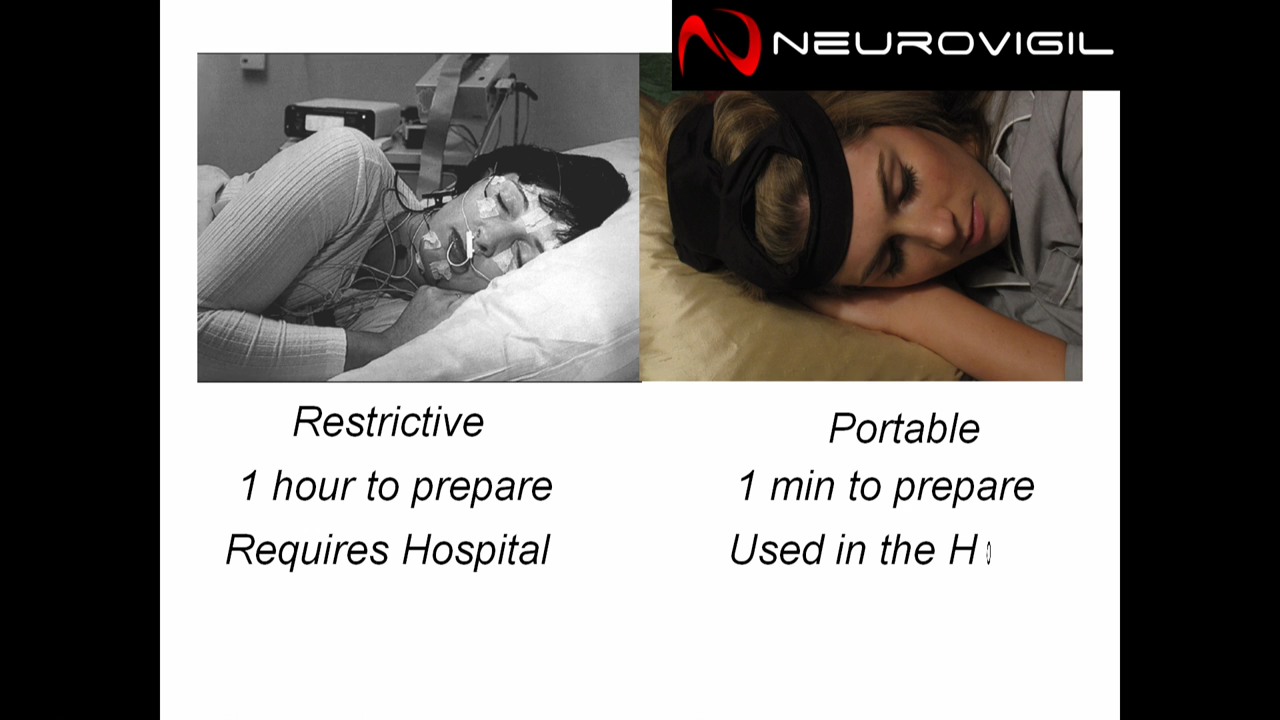 NEUROVIGIL
Restrictive
1 hour to prepare
Requires Hospital
Portable
1 min to prepare
Used in the H